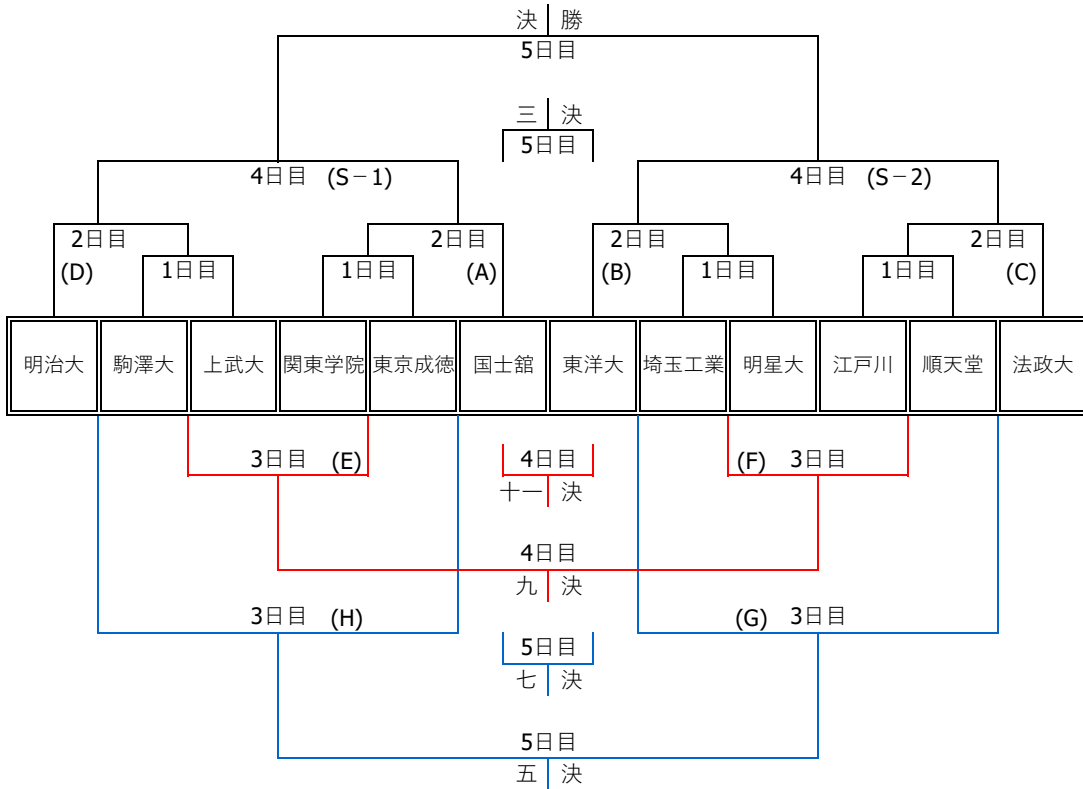 決 勝
5日目
三 決
5日目
4日目 (S－1) 4日目 (S－2)
2日目 2日目 2日目 2日目
(D) 1日目 1日目 (A) (B) 1日目 1日目 (C)
明治大 駒澤大 上武大 関東学院 東京成徳 国士舘 東洋大 埼玉工業 明星大 江戸川 順天堂 法政大
3日目 (E) 4日目 (F) 3日目
十一 決
4日目
九 決
3日目 (H) (G) 3日目
5日目
七 決
5日目
五 決